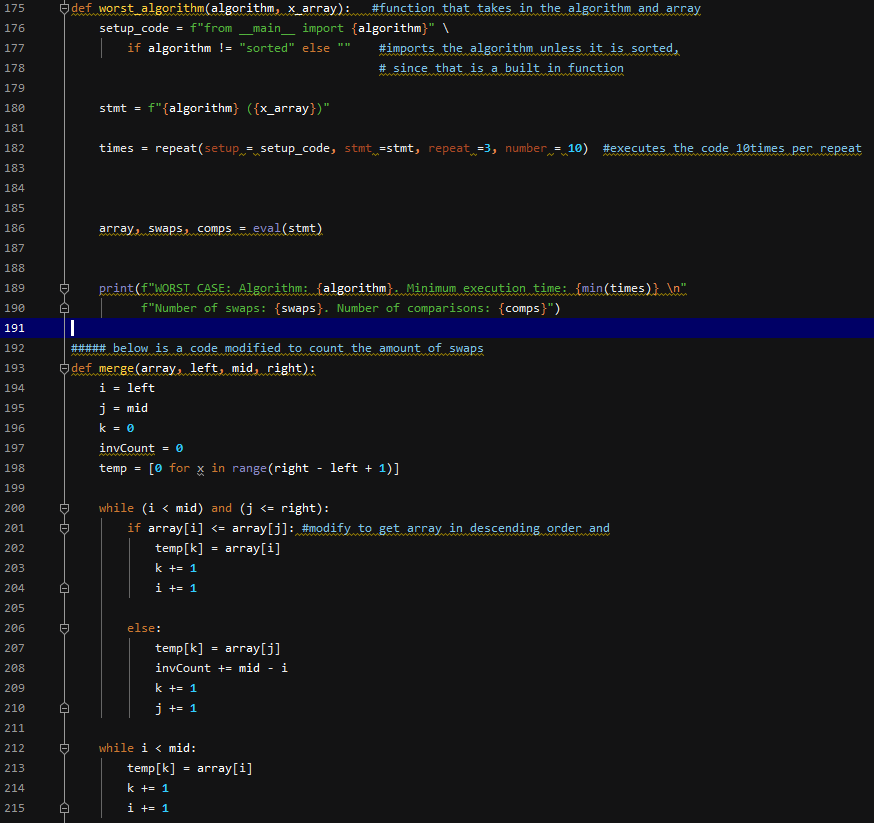 175 def worst_algorithm(algorithm, x_array):   #function that takes in the algorithm and array
176     setup_code = f"from __main__ import {algorithm}" \
177         if algorithm != "sorted" else ""    #imports the algorithm unless it is sorted,
178                                             # since that is a built in function
179
180     stmt = f"{algorithm} ({x_array})"
181
182     times = repeat(setup = setup_code, stmt =stmt, repeat =3, number = 10)  #executes the code 10times per repeat
183
184
185
186     array, swaps, comps = eval(stmt)
187
188
189     print(f"WORST CASE: Algorithm: {algorithm}. Minimum execution time: {min(times)} \n"
190           f"Number of swaps: {swaps}. Number of comparisons: {comps}")
191
192 ##### below is a code modified to count the amount of swaps
193 def merge(array, left, mid, right):
194     i = left
195     j = mid
196     k = 0
197     invCount = 0
198     temp = [0 for x in range(right - left + 1)]
199
200     while (i < mid) and (j <= right):
201         if array[i] <= array[j]: #modify to get array in descending order and
202             temp[k] = array[i]
203             k += 1
204             i += 1
205
206         else:
207             temp[k] = array[j]
208             invCount += mid - i
209             k += 1
210             j += 1
211
212     while i < mid:
213         temp[k] = array[i]
214         k += 1
215         i += 1